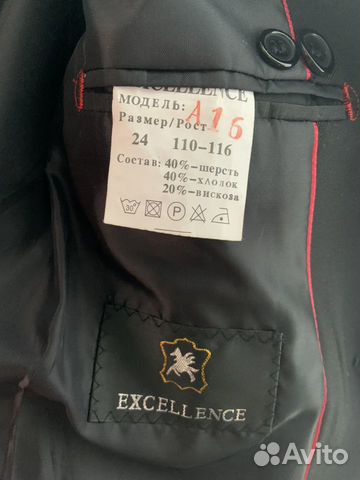 EXCELLENCE
МОДЕЛЬ: A16
Размер/Рост
24 110-116
Состав: 40%-шерсть
40%-хлопок
20%-вискоза
30°
P
EXCELLENCE
Avito